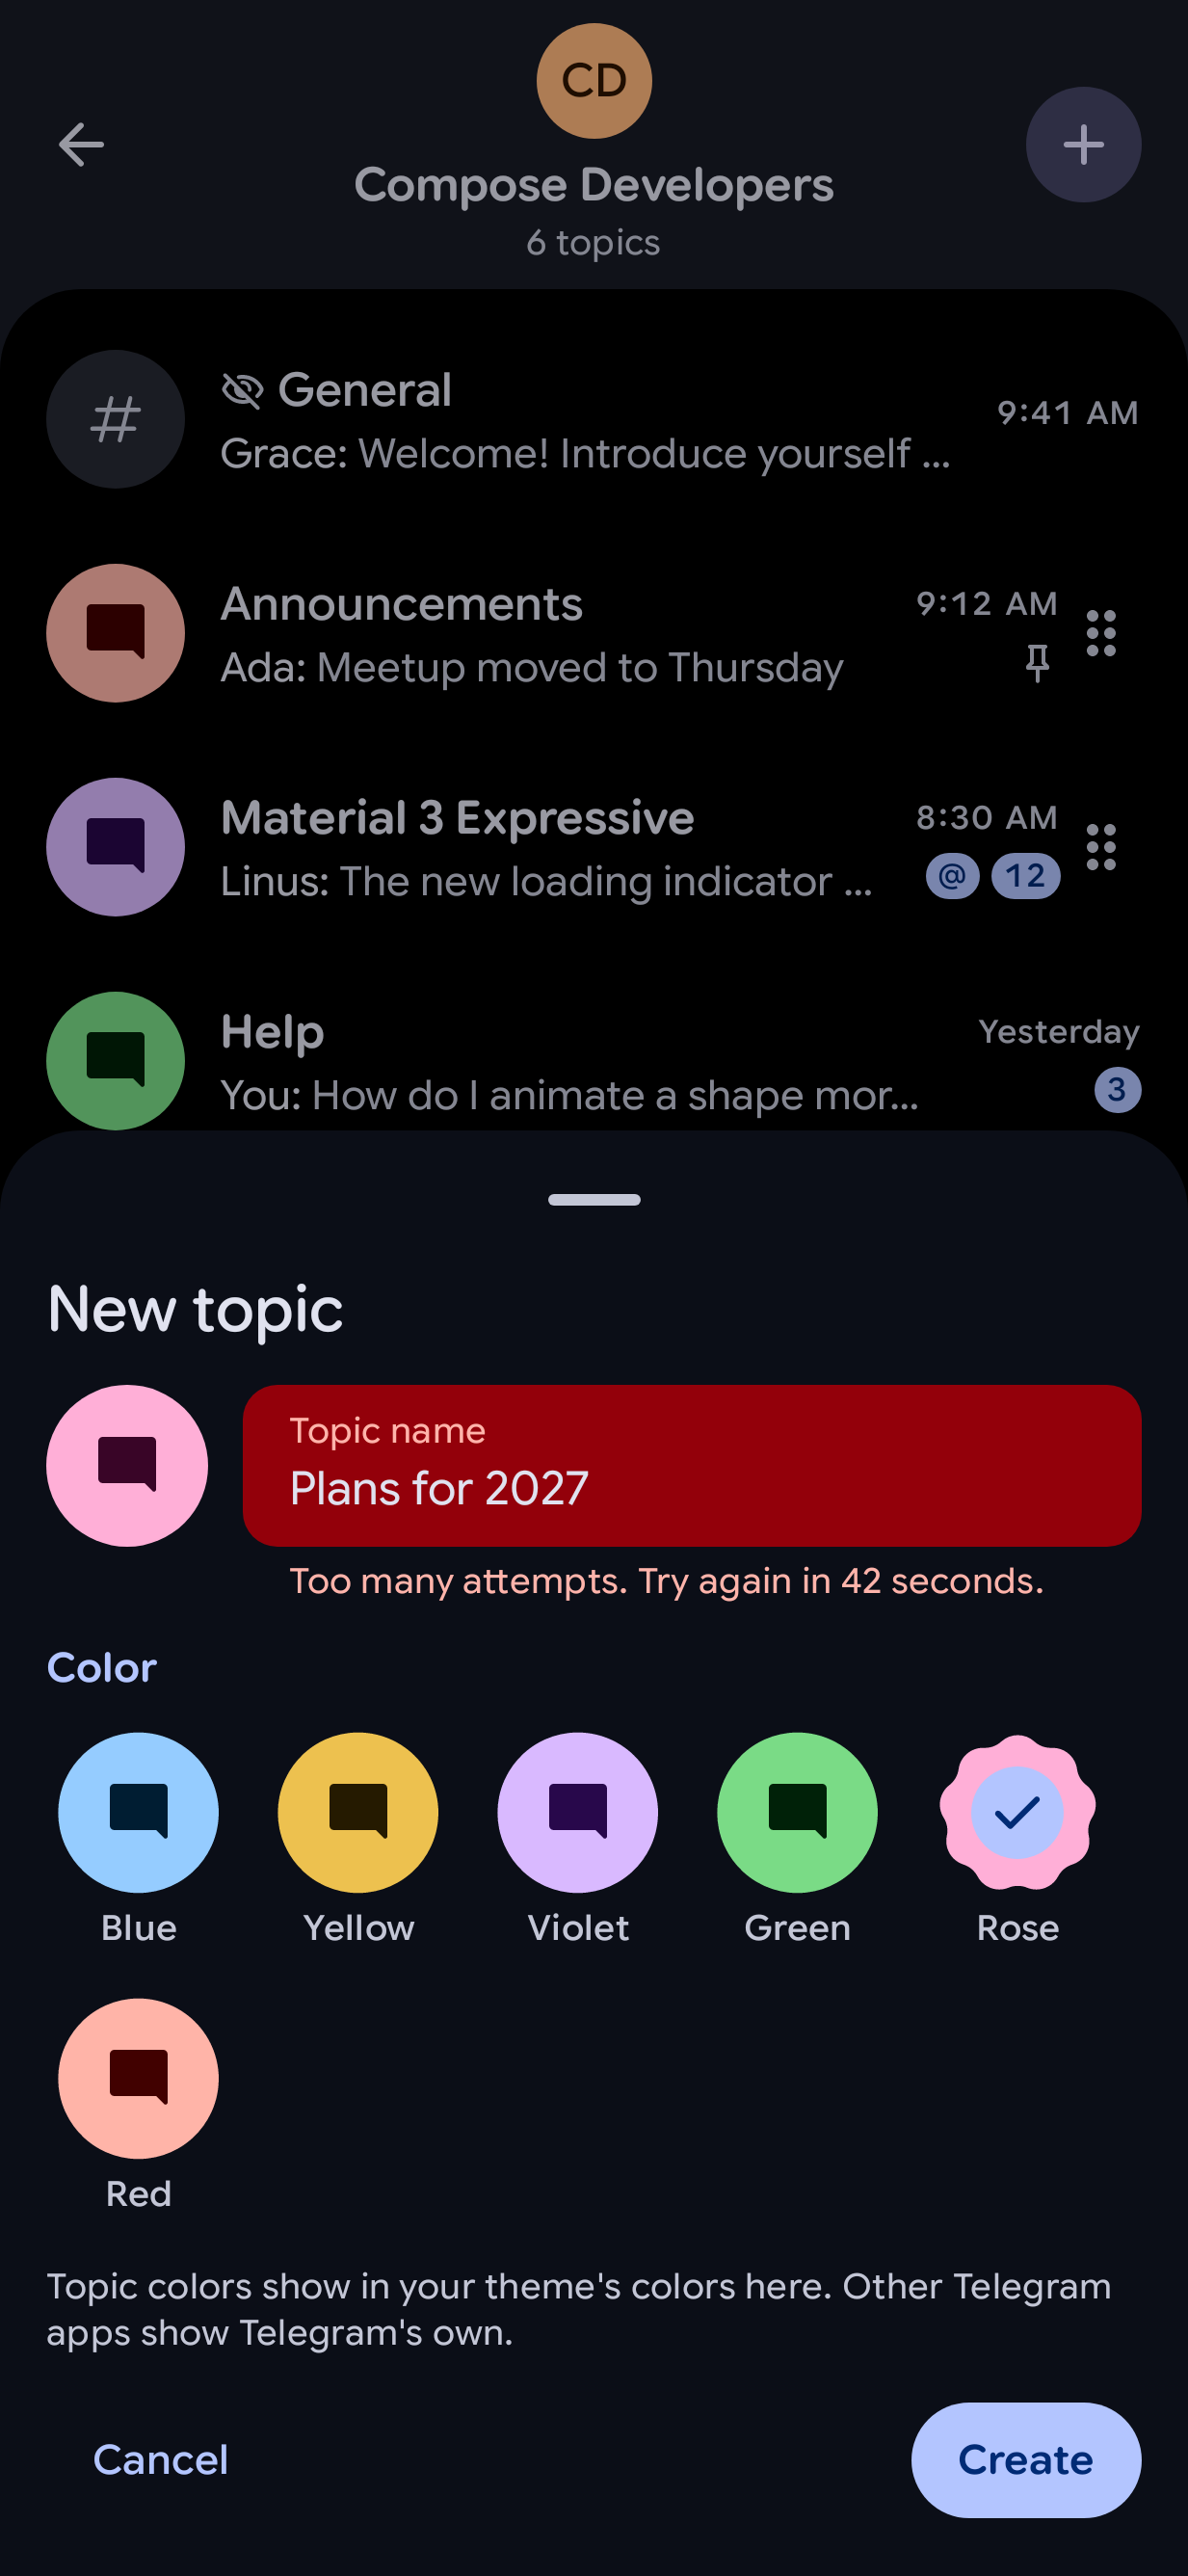 CD
Compose Developers
6 topics
General
9:41 AM
Grace: Welcome! Introduce yourself ...
Announcements
9:12 AM
Ada: Meetup moved to Thursday
Material 3 Expressive
8:30 AM
Linus: The new loading indicator ...
@ 12
Help
Yesterday
You: How do I animate a shape mor...
3
New topic
Topic name
Plans for 2027
Too many attempts. Try again in 42 seconds.
Color
Blue Yellow Violet Green Rose
Red
Topic colors show in your theme's colors here. Other Telegram
apps show Telegram's own.
Cancel Create